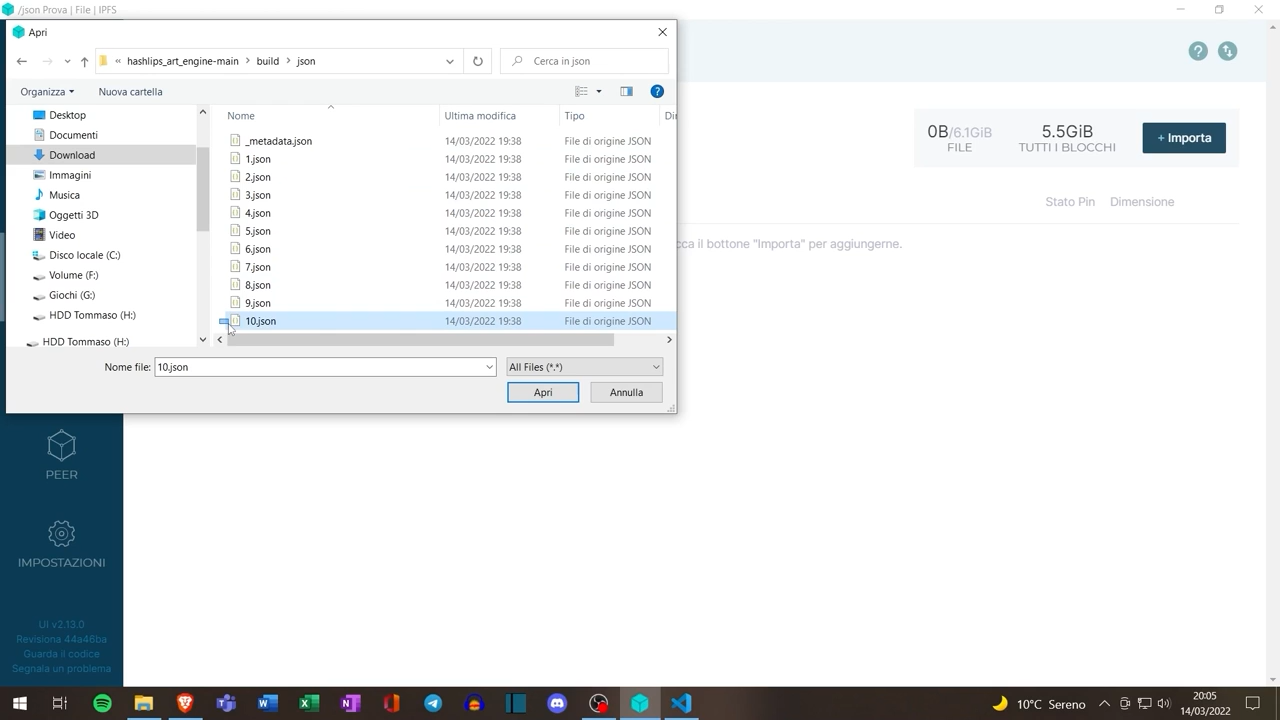 /json Prova | File | IPFS
Apri
« hashlips_art_engine-main > build > json
Cerca in json
Organizza
Nuova cartella
Desktop
Documenti
Download
Immagini
Musica
Oggetti 3D
Video
Disco locale (C:)
Volume (F:)
Giochi (G:)
HDD Tommaso (H:)
HDD Tommaso (H:)
Nome Ultima modifica Tipo
_metadata.json 14/03/2022 19:38 File di origine JSON
1.json 14/03/2022 19:38 File di origine JSON
2.json 14/03/2022 19:38 File di origine JSON
3.json 14/03/2022 19:38 File di origine JSON
4.json 14/03/2022 19:38 File di origine JSON
5.json 14/03/2022 19:38 File di origine JSON
6.json 14/03/2022 19:38 File di origine JSON
7.json 14/03/2022 19:38 File di origine JSON
8.json 14/03/2022 19:38 File di origine JSON
9.json 14/03/2022 19:38 File di origine JSON
10.json 14/03/2022 19:38 File di origine JSON
Nome file: 10.json All Files (*.*)
Apri Annulla
0B/6.1GiB
FILE
5.5GiB
TUTTI I BLOCCHI
+ Importa
Stato Pin Dimensione
il bottone "Importa" per aggiungerne.
PEER
IMPOSTAZIONI
UI v2.13.0
Revisiona 44a46ba
Guarda il codice
Segnala un problema
10°C Sereno
20:05
14/03/2022